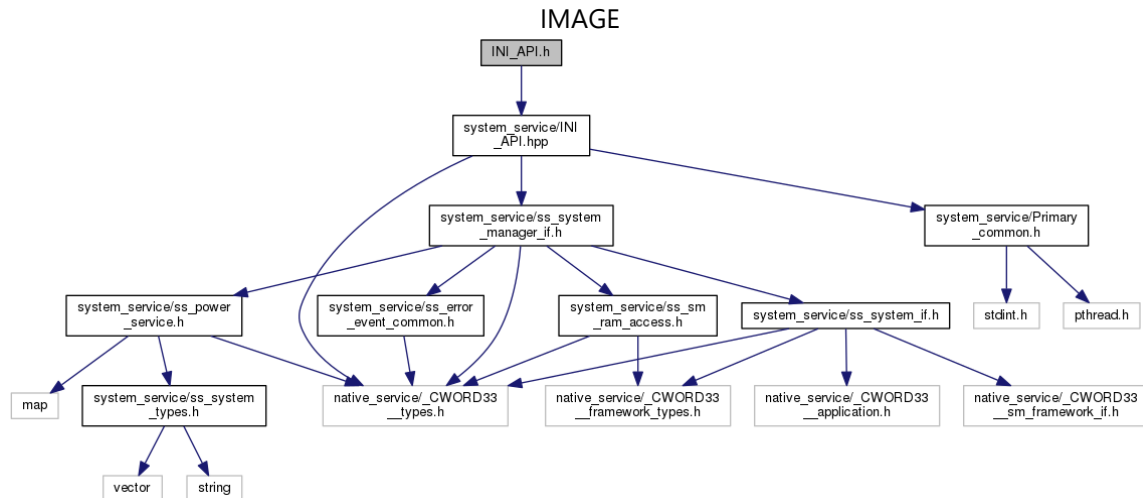 IMAGE
INI_API.h
system_service/INI
_API.hpp
system_service/ss_system
_manager_if.h
system_service/Primary
_common.h
system_service/ss_power
_service.h
system_service/ss_error
_event_common.h
system_service/ss_sm
_ram_access.h
system_service/ss_system_if.h
stdint.h
pthread.h
map
system_service/ss_system
_types.h
native_service/_CWORD33
__types.h
native_service/_CWORD33
__framework_types.h
native_service/_CWORD33
__application.h
native_service/_CWORD33
__sm_framework_if.h
vector
string